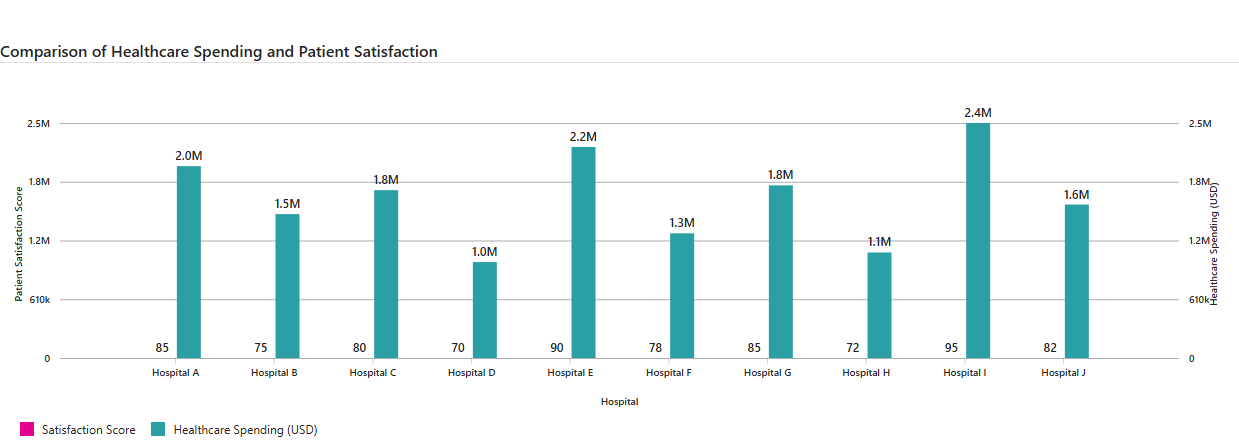 Comparison of Healthcare Spending and Patient Satisfaction
2.4M
2.5M 2.5M
2.2M
2.0M
1.8M 1.8M
1.8M 1.8M
1.6M
1.5M
1.3M
1.2M 1.1M 1.2M
1.0M
Patient Satisfaction Score
Healthcare Spending (USD)
610k 610k
85 75 80 70 90 78 85 72 95 82
0 0
Hospital A Hospital B Hospital C Hospital D Hospital E Hospital F Hospital G Hospital H Hospital I Hospital J
Hospital
Satisfaction Score Healthcare Spending (USD)